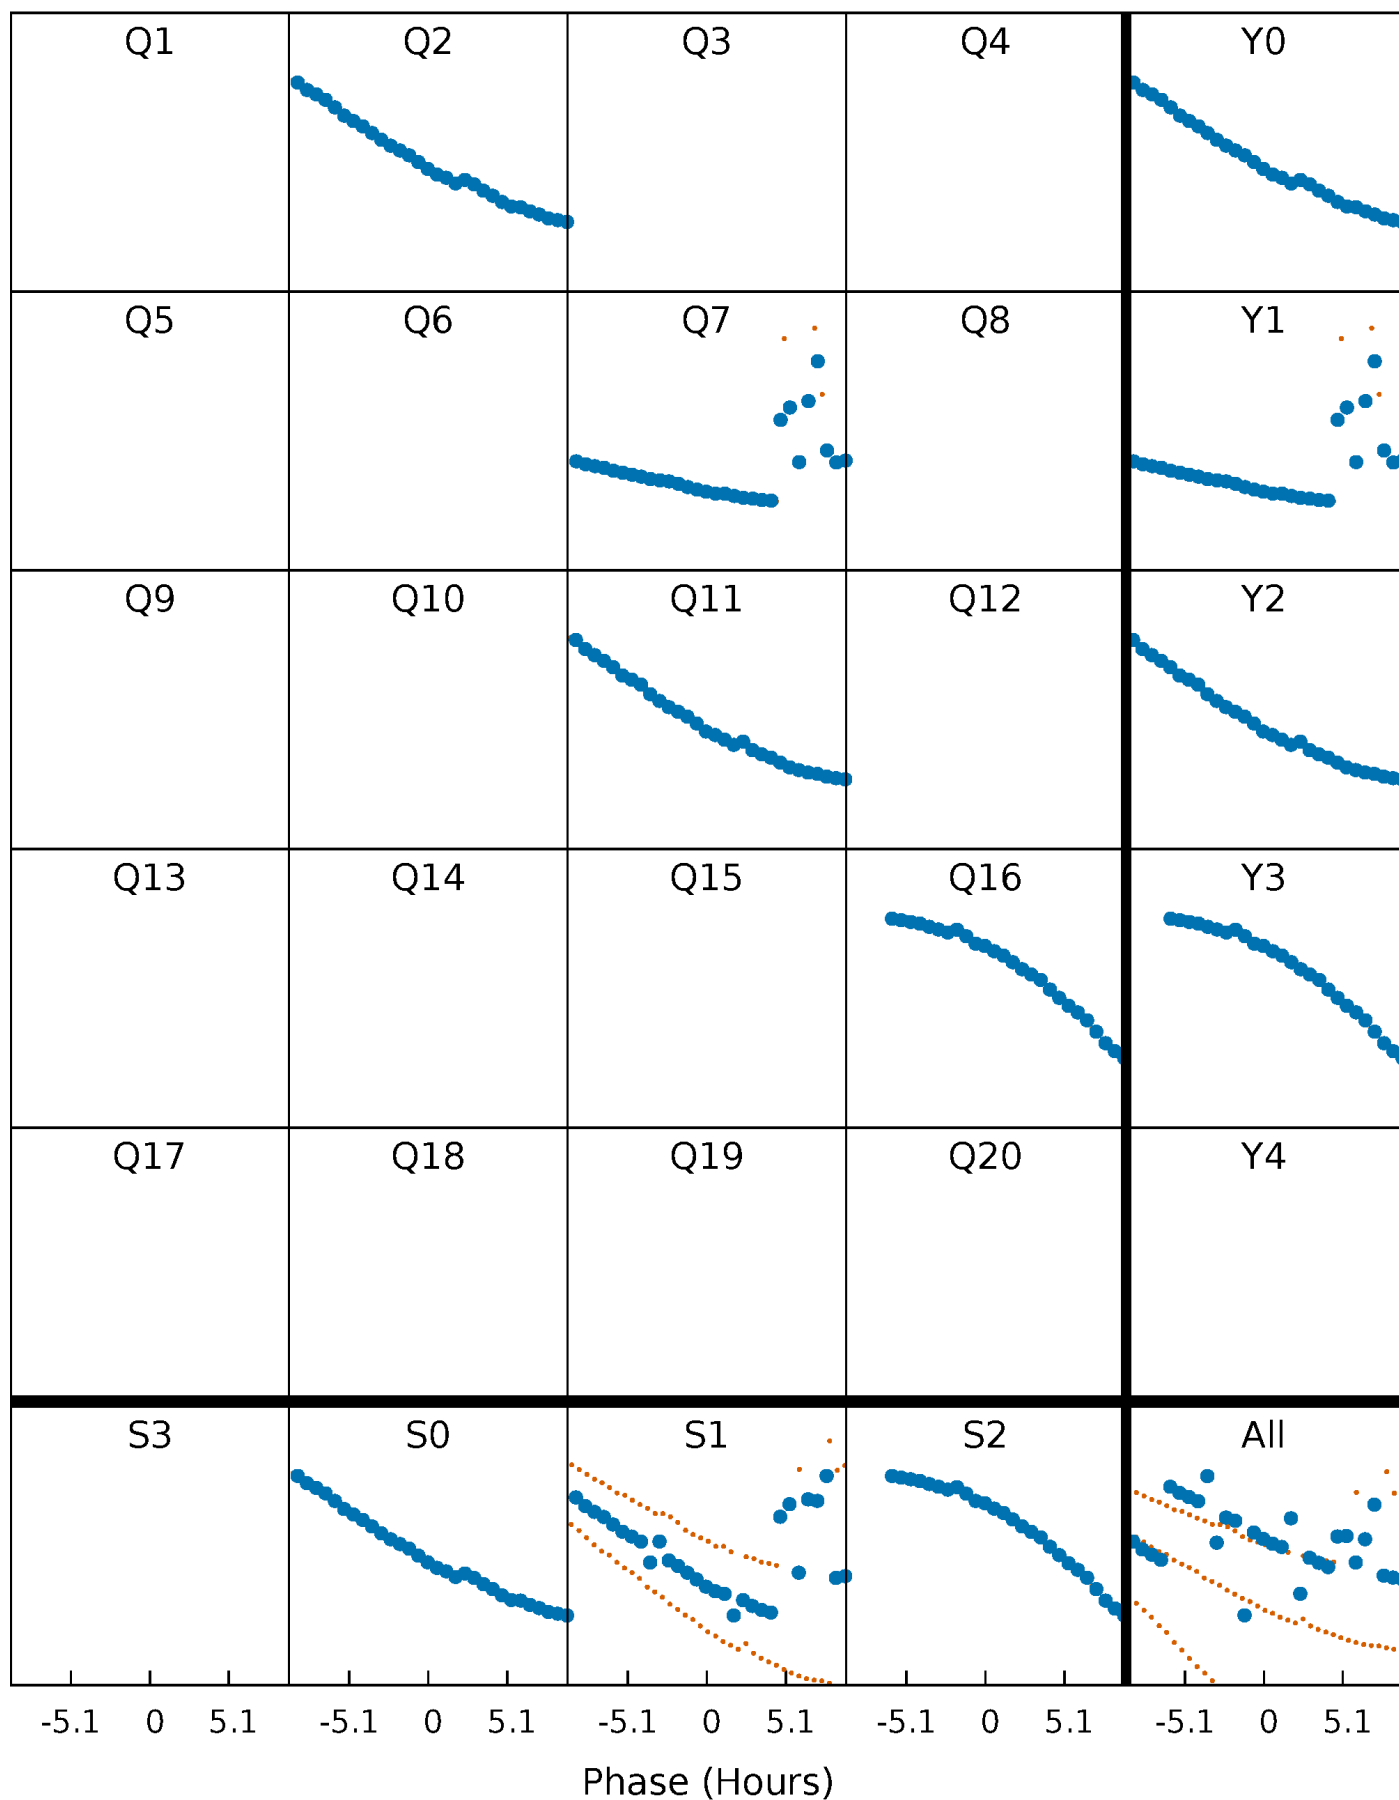 Q1 Q2 Q3 Q4 Y0
Q5 Q6 Q7 Q8 Y1
Q9 Q10 Q11 Q12 Y2
Q13 Q14 Q15 Q16 Y3
Q17 Q18 Q19 Q20 Y4
S3 S0 S1 S2 All
-5.1 0 5.1 -5.1 0 5.1 -5.1 0 5.1 -5.1 0 5.1 -5.1 0 5.1
Phase (Hours)